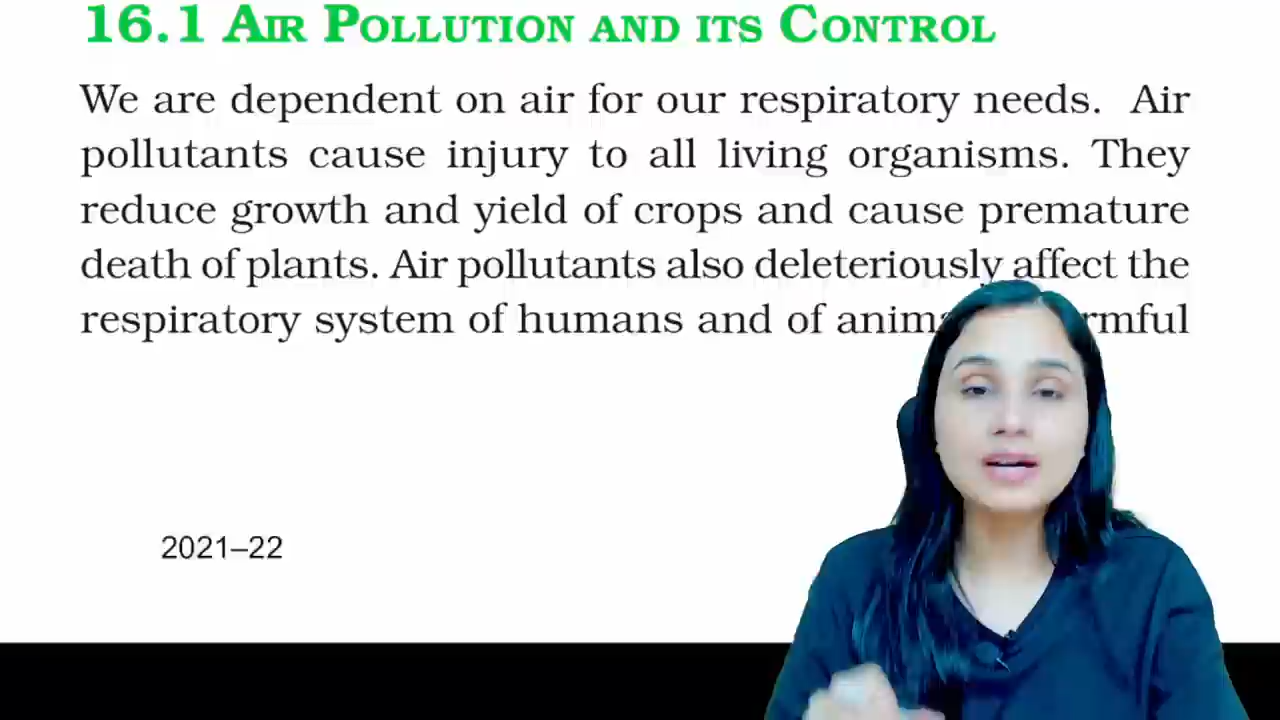 16.1 AIR POLLUTION AND ITS CONTROL
We are dependent on air for our respiratory needs. Air
pollutants cause injury to all living organisms. They
reduce growth and yield of crops and cause premature
death of plants. Air pollutants also deleteriously affect the
respiratory system of humans and of
2021–22